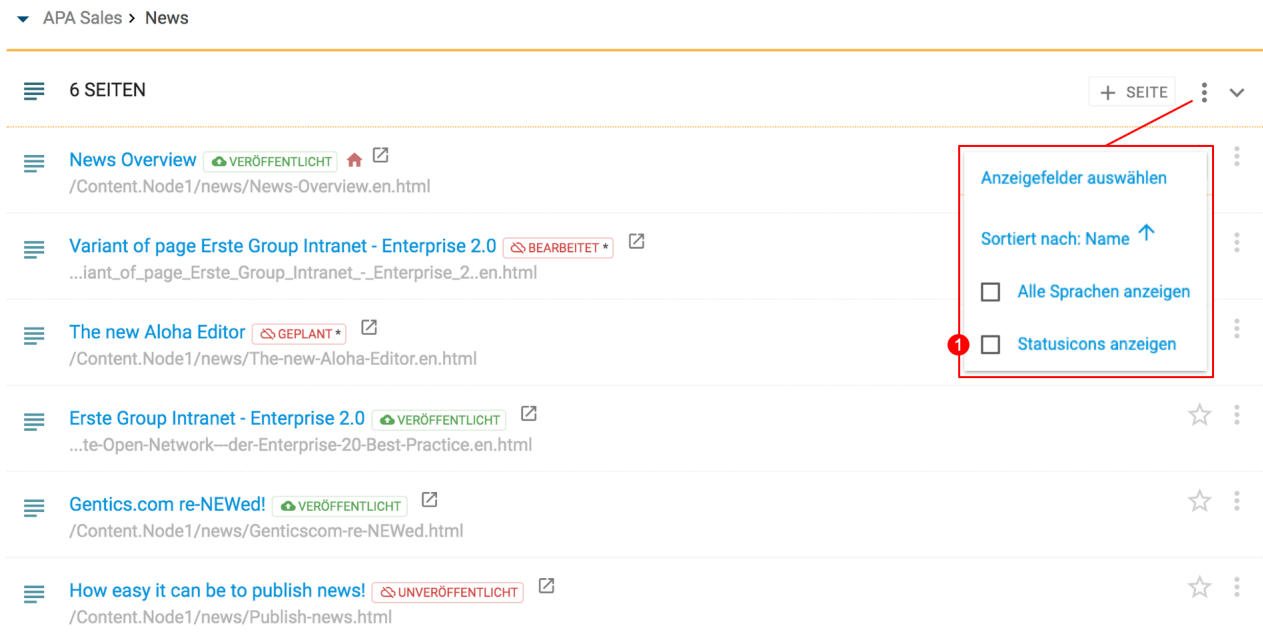 APA Sales › News
6 SEITEN
+ SEITE
News Overview VERÖFFENTLICHT
/Content.Node1/news/News-Overview.en.html
Variant of page Erste Group Intranet - Enterprise 2.0 BEARBEITET *
...iant_of_page_Erste_Group_Intranet_-_Enterprise_2..en.html
The new Aloha Editor GEPLANT *
/Content.Node1/news/The-new-Aloha-Editor.en.html
Erste Group Intranet - Enterprise 2.0 VERÖFFENTLICHT
...te-Open-Network-–der-Enterprise-20-Best-Practice.en.html
Gentics.com re-NEWed! VERÖFFENTLICHT
/Content.Node1/news/Genticscom-re-NEWed.html
How easy it can be to publish news! UNVERÖFFENTLICHT
/Content.Node1/news/Publish-news.html
Anzeigefelder auswählen
Sortiert nach: Name ↑
Alle Sprachen anzeigen
1 Statusicons anzeigen